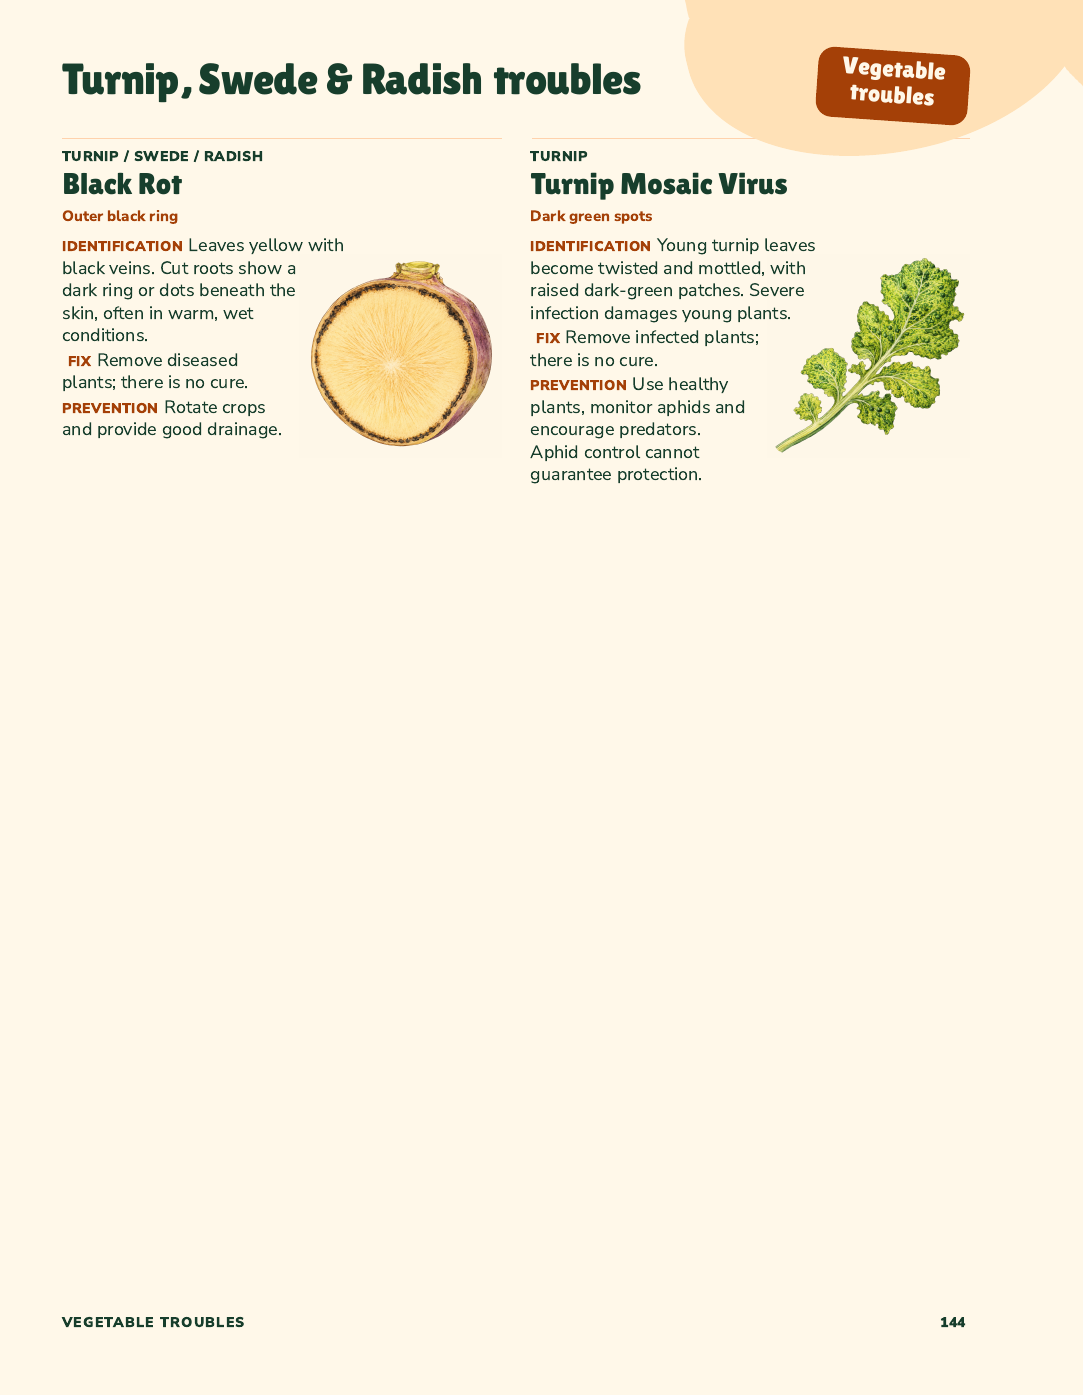 Turnip, Swede & Radish troubles
Vegetable
troubles
TURNIP / SWEDE / RADISH
Black Rot
Outer black ring
IDENTIFICATION Leaves yellow with
black veins. Cut roots show a
dark ring or dots beneath the
skin, often in warm, wet
conditions.
FIX Remove diseased
plants; there is no cure.
PREVENTION Rotate crops
and provide good drainage.
TURNIP
Turnip Mosaic Virus
Dark green spots
IDENTIFICATION Young turnip leaves
become twisted and mottled, with
raised dark-green patches. Severe
infection damages young plants.
FIX Remove infected plants;
there is no cure.
PREVENTION Use healthy
plants, monitor aphids and
encourage predators.
Aphid control cannot
guarantee protection.
VEGETABLE TROUBLES
144